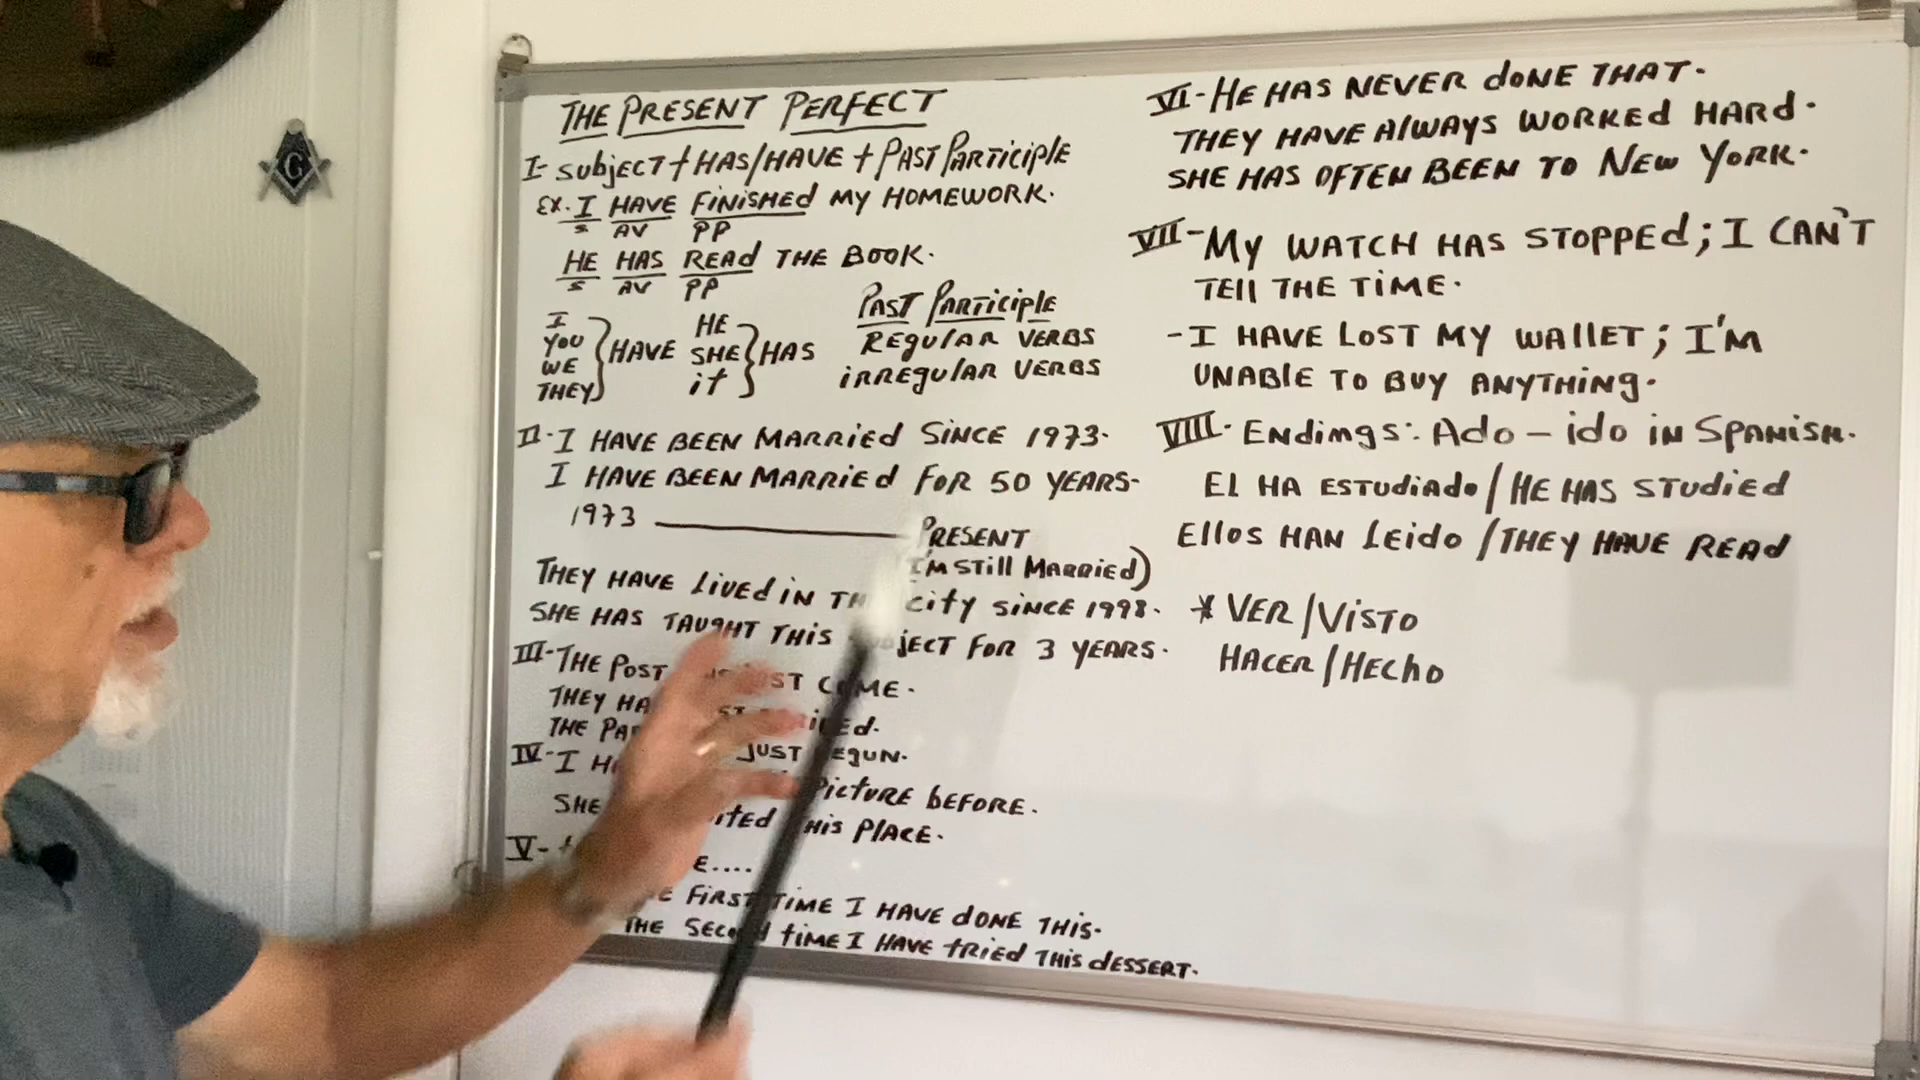 G
THE PRESENT PERFECT
I- SUBJECT + HAS/HAVE + PAST PARTICIPLE
EX. I HAVE FINISHED MY HOMEWORK.
S AV PP
HE HAS READ THE BOOK.
S AV PP
I
YOU
WE
THEY
HAVE
HE
SHE
it
HAS
PAST PARTICIPLE
REGULAR VERBS
iRREGULAR VERBS
II- I HAVE BEEN MARRIED SINCE 1973.
I HAVE BEEN MARRIED FOR 50 YEARS-
1973 PRESENT
I'M STILL MARRIED)
THEY HAVE LIVED IN CITY SINCE 1998.
SHE HAS TAUGHT THIS FOR 3 YEARS.
III- THE POST COME.
THEY
THE
JUST BEGUN.
IV- I PICTURE BEFORE.
SHE THIS PLACE.
V-
FIRST TIME I HAVE DONE THIS.
THE SECOND TIME I HAVE TRIED THIS DESSERT.
VI- HE HAS NEVER DONE THAT.
THEY HAVE ALWAYS WORKED HARD.
SHE HAS OFTEN BEEN TO NEW YORK.
VII- MY WATCH HAS STOPPED; I CAN'T
TELL THE TIME.
- I HAVE LOST MY WALLET; I'M
UNABLE TO BUY ANYTHING.
VIII. ENDINGS: ADO - IDO IN SPANISH.
EL HA ESTUDIADO / HE HAS STUDIED
ELLOS HAN LEIDO / THEY HAVE READ
* VER / VISTO
HACER / HECHO